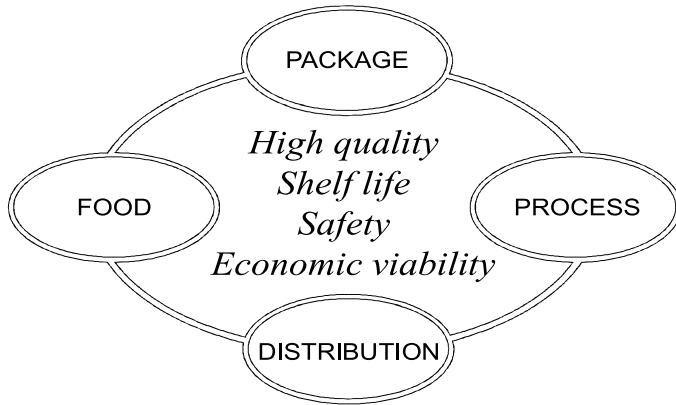 PACKAGE
High quality
Shelf life
FOOD
PROCESS
Safety
Economic viability
DISTRIBUTION